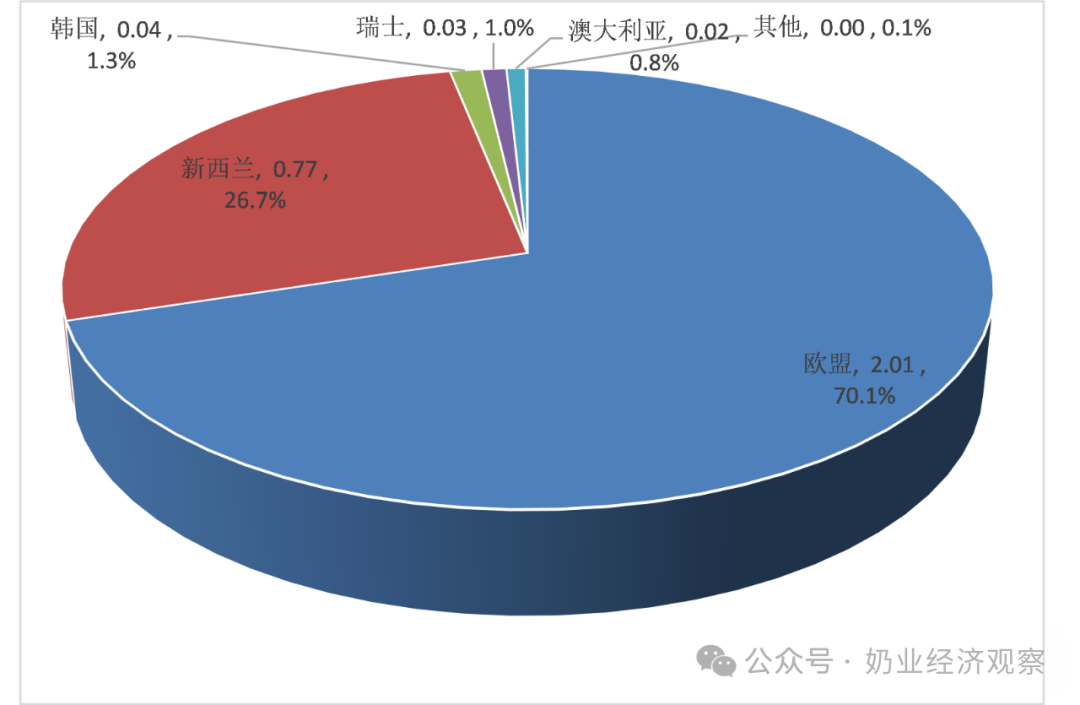 韩国, 0.04 ,
1.3%
瑞士, 0.03 , 1.0%
澳大利亚, 0.02 ,
0.8%
其他, 0.00 , 0.1%
新西兰, 0.77 ,
26.7%
欧盟, 2.01 ,
70.1%
公众号 · 奶业经济观察